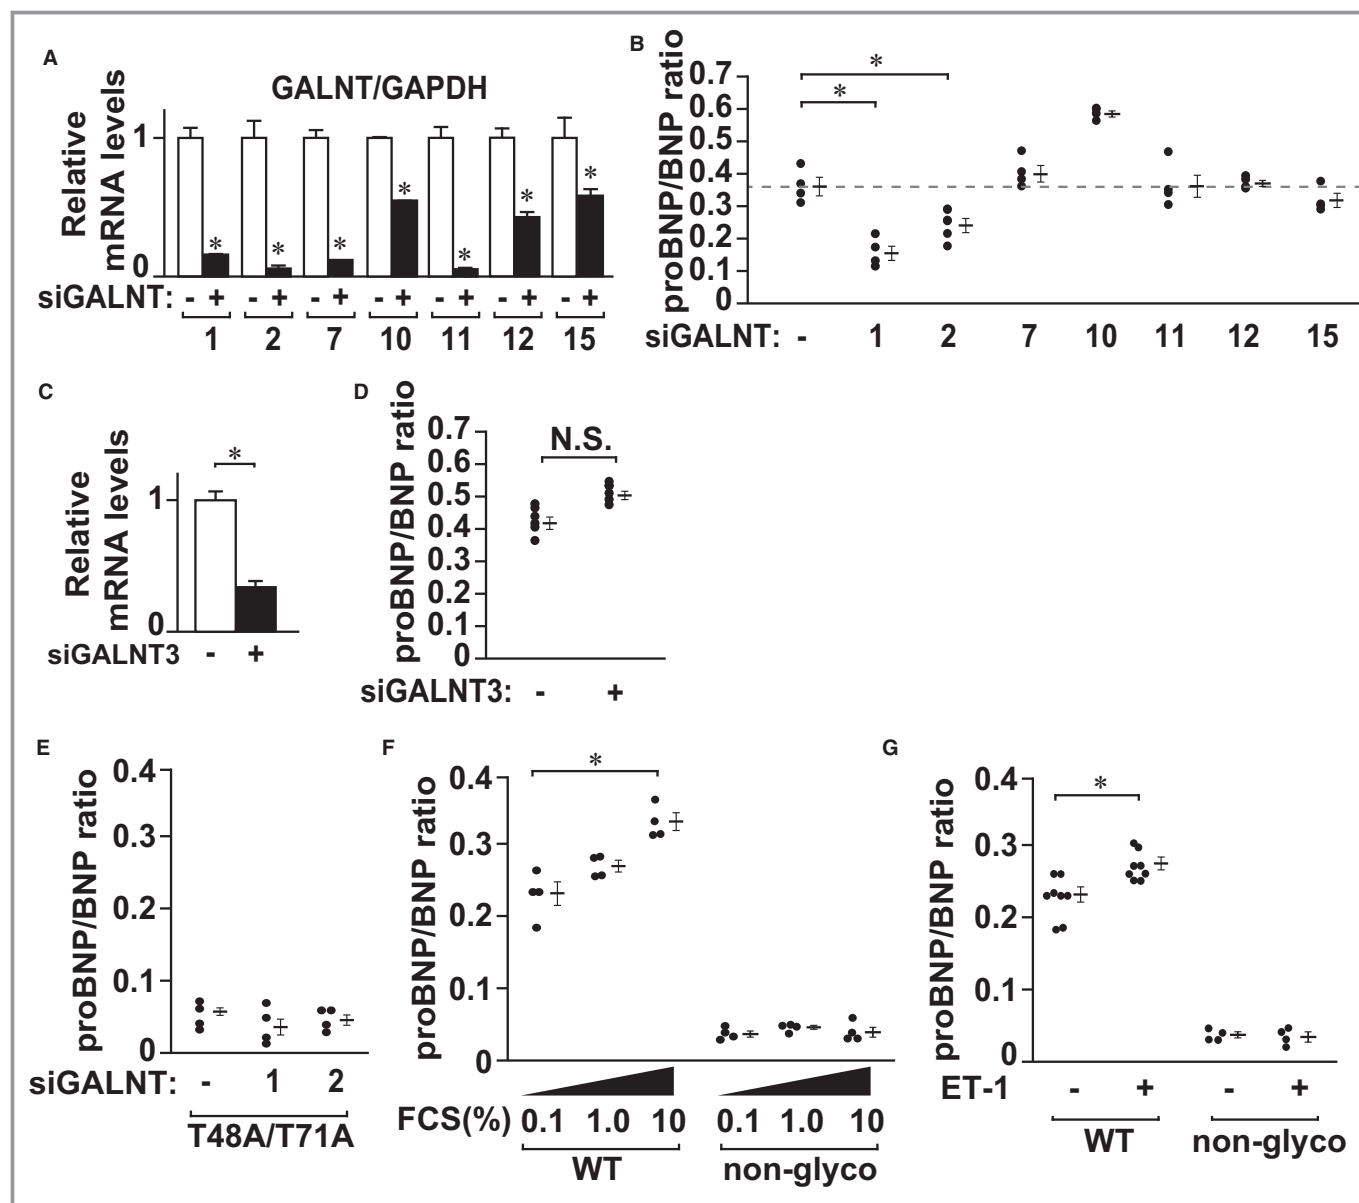 A
GALNT/GAPDH
Relative
mRNA levels
1
0
* * * * * * *
siGALNT: - + - + - + - + - + - + - +
1 2 7 10 11 12 15
B
proBNP/BNP ratio
0.7
0.6
0.5
0.4
0.3
0.2
0.1
0
*
*
siGALNT: - 1 2 7 10 11 12 15
C
Relative
mRNA levels
1
0
*
siGALNT3 - +
D
proBNP/BNP ratio
0.7
0.6
0.5
0.4
0.3
0.2
0.1
0
N.S.
siGALNT3: - +
E
proBNP/BNP ratio
0.4
0.3
0.2
0.1
0
siGALNT: - 1 2
T48A/T71A
F
proBNP/BNP ratio
0.4
0.3
0.2
0.1
0
*
FCS(%) 0.1 1.0 10 0.1 1.0 10
WT non-glyco
G
proBNP/BNP ratio
0.4
0.3
0.2
0.1
0
*
ET-1 - + - +
WT non-glyco